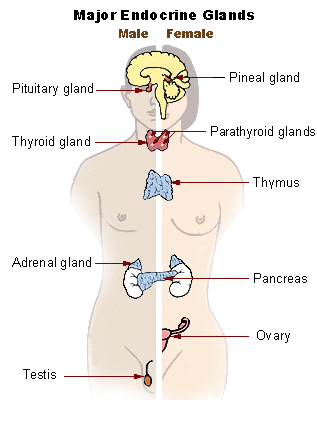 Major Endocrine Glands
Male Female
Pineal gland
Pituitary gland
Parathyroid glands
Thyroid gland
Thymus
Adrenal gland
Pancreas
Ovary
Testis